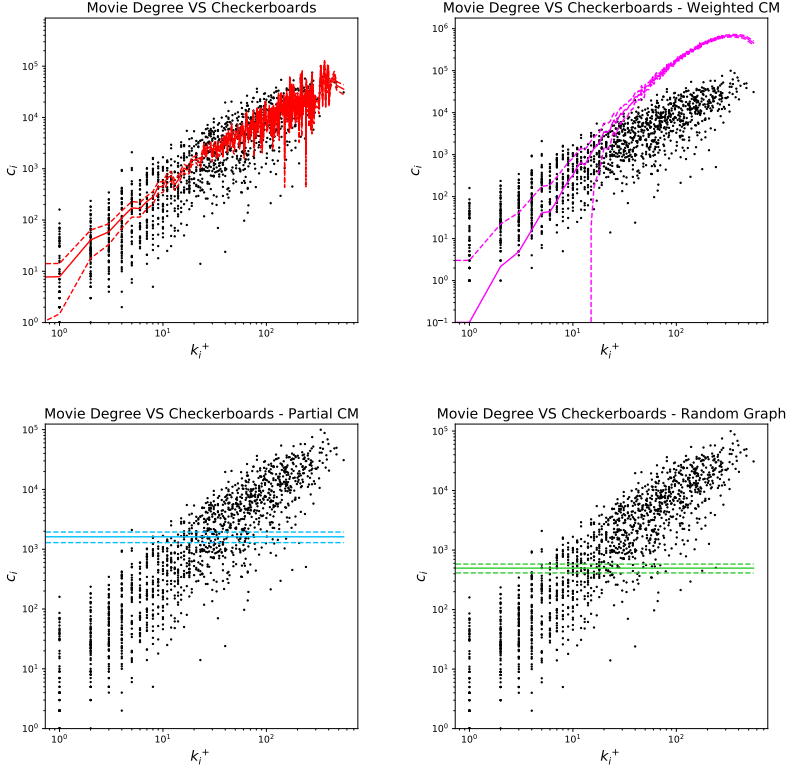 Movie Degree VS Checkerboards
10⁵
10⁴
10³
10²
10¹
10⁰
cᵢ
10⁰ 10¹ 10²
kᵢ⁺
Movie Degree VS Checkerboards - Weighted CM
10⁶
10⁵
10⁴
10³
10²
10¹
10⁰
10⁻¹
cᵢ
10⁰ 10¹ 10²
kᵢ⁺
Movie Degree VS Checkerboards - Partial CM
10⁵
10⁴
10³
10²
10¹
10⁰
cᵢ
10⁰ 10¹ 10²
kᵢ⁺
Movie Degree VS Checkerboards - Random Graph
10⁵
10⁴
10³
10²
10¹
10⁰
cᵢ
10⁰ 10¹ 10²
kᵢ⁺